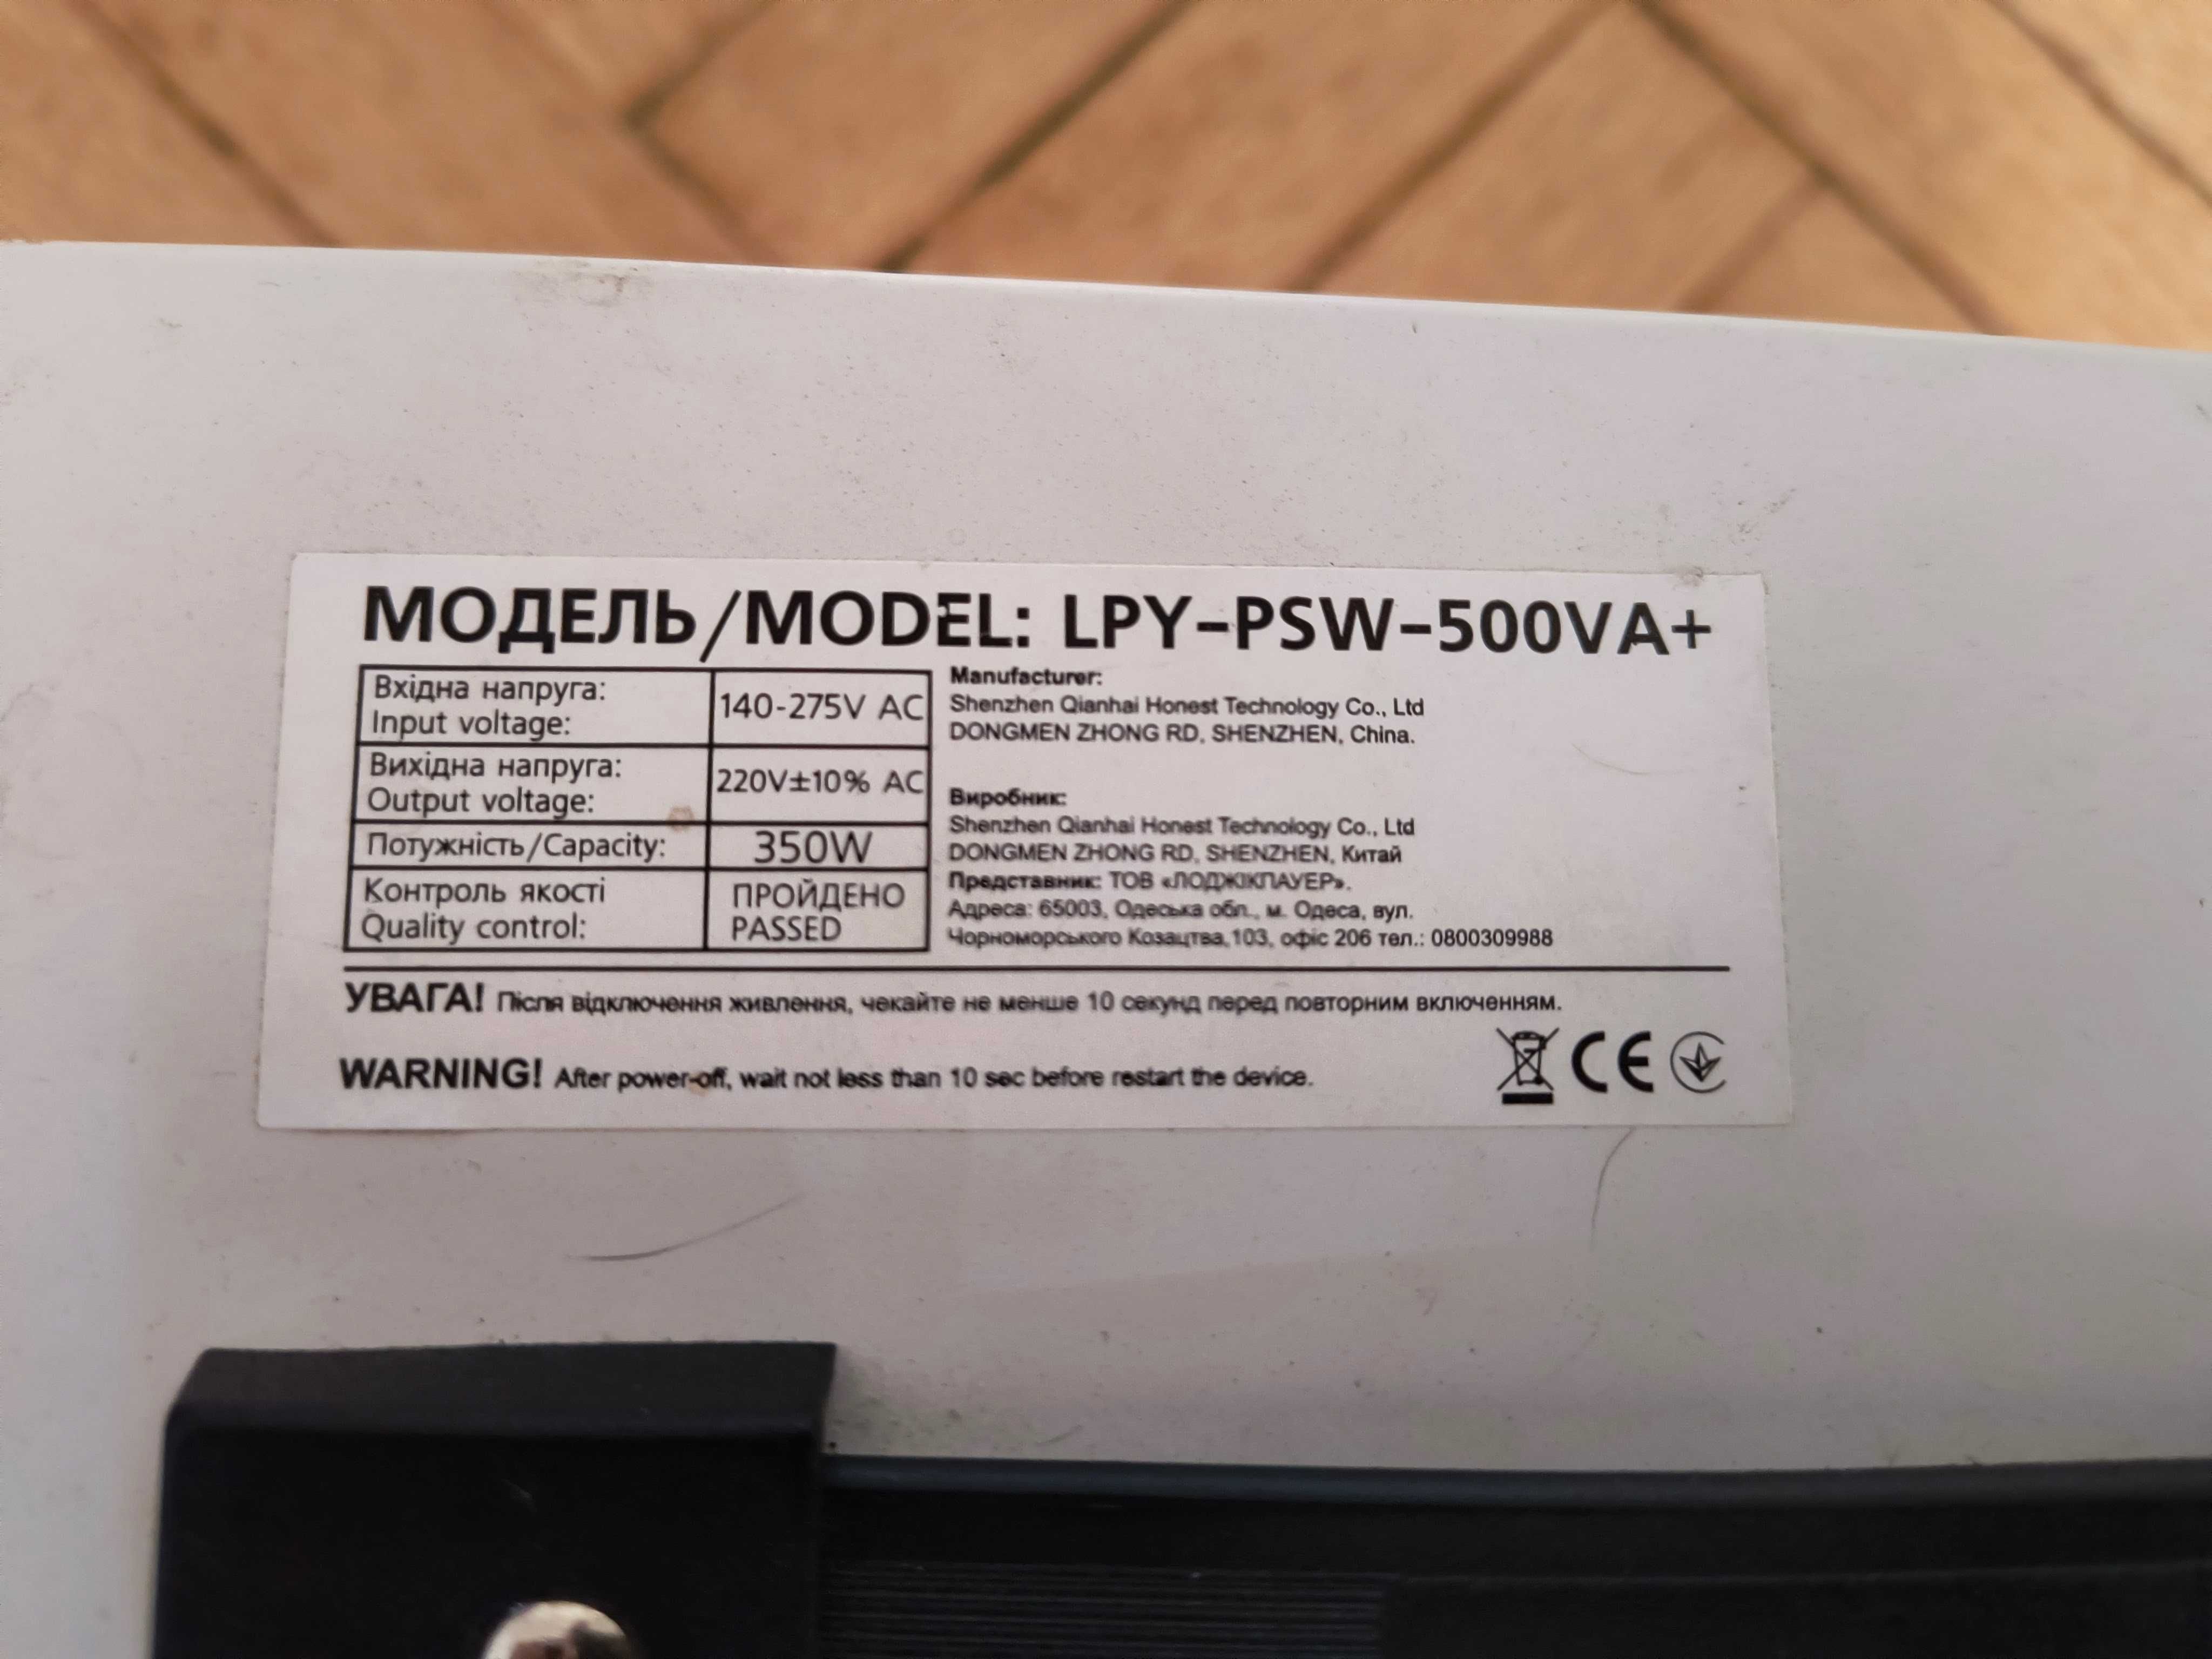 МОДЕЛЬ/MODEL: LPY-PSW-500VA+
Вхідна напруга:
Input voltage:
140-275V AC
Вихідна напруга:
Output voltage:
220V±10% AC
Потужність/Capacity:
350W
Контроль якості
Quality control:
ПРОЙДЕНО
PASSED
Manufacturer:
Shenzhen Qianhai Honest Technology Co., Ltd
DONGMEN ZHONG RD, SHENZHEN, China.
Виробник:
Shenzhen Qianhai Honest Technology Co., Ltd
DONGMEN ZHONG RD, SHENZHEN, Китай
Представник: ТОВ «ЛОДЖІКПАУЕР».
Адреса: 65003, Одеська обл., м. Одеса, вул.
Чорноморського Козацтва,103, офіс 206 тел.: 0800309988
УВАГА! Після відключення живлення, чекайте не менше 10 секунд перед повторним включенням.
WARNING! After power-off, wait not less than 10 sec before restart the device.
CE